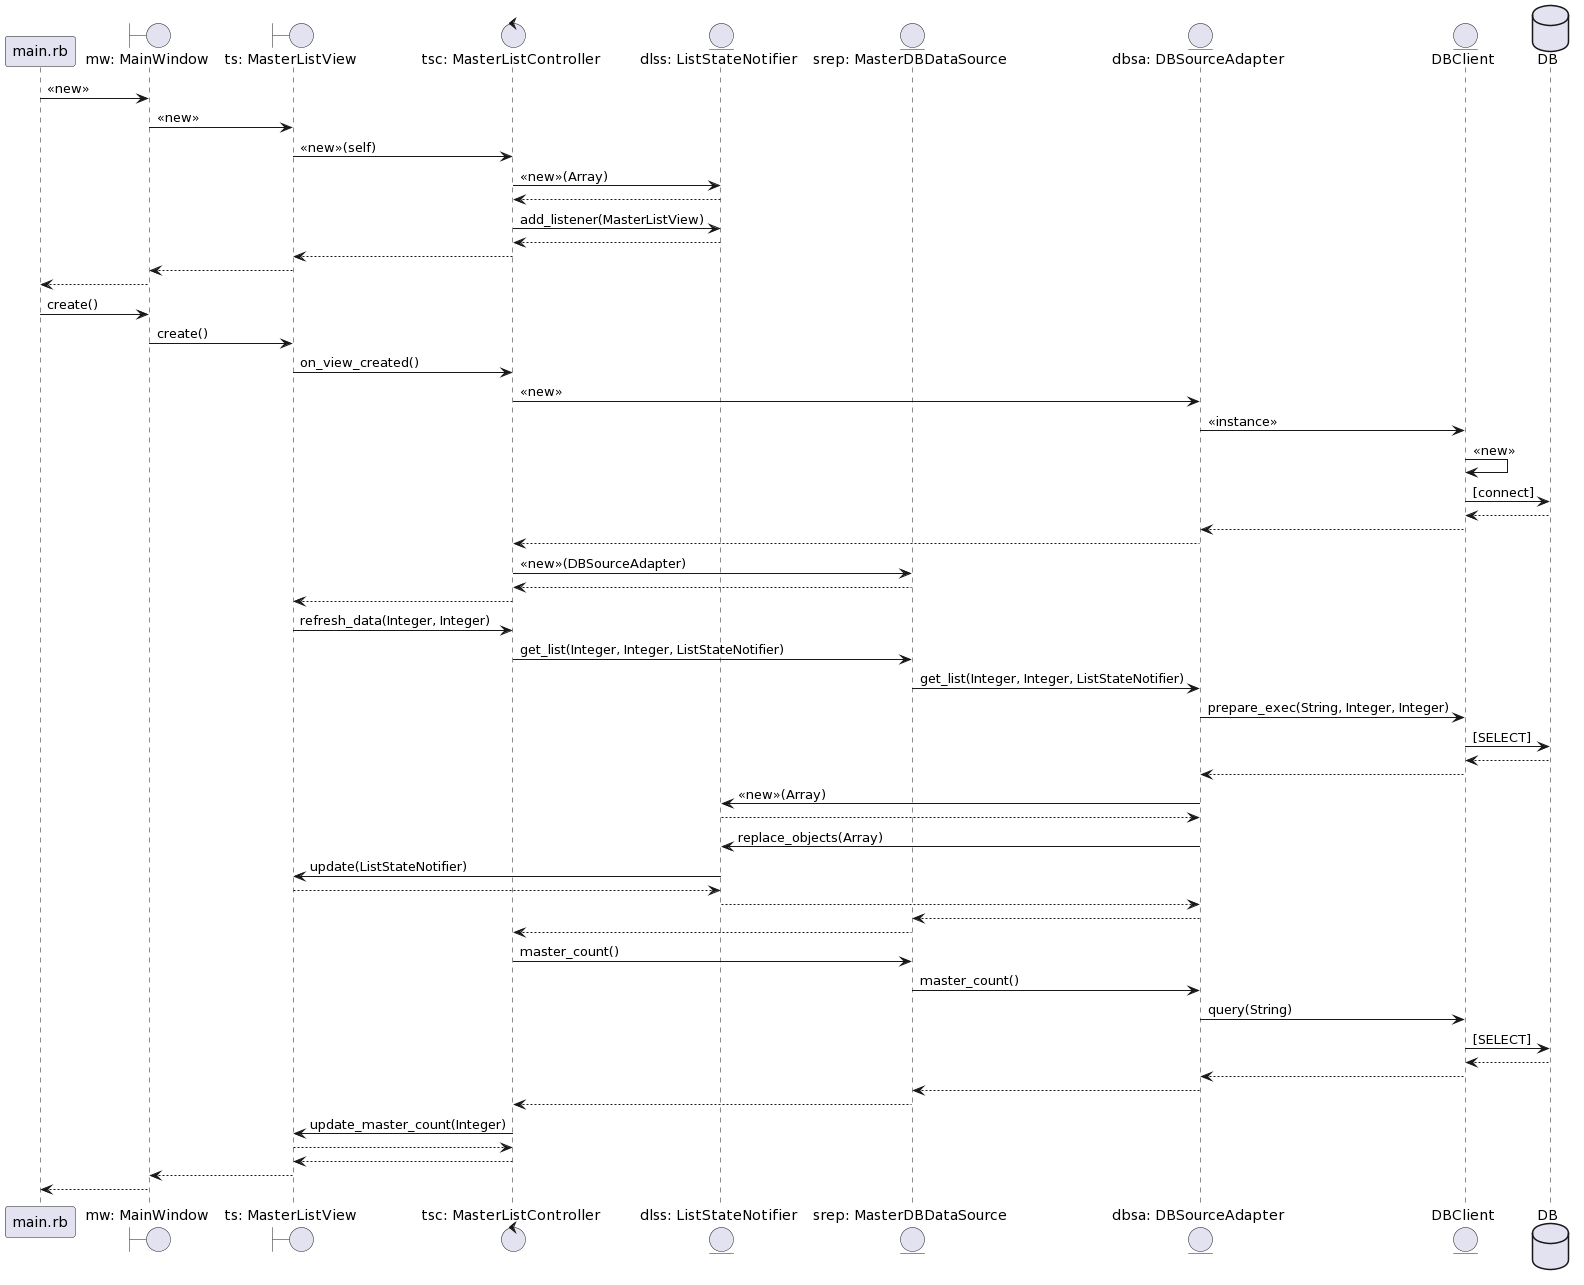 main.rb
mw: MainWindow
ts: MasterListView
tsc: MasterListController
dlss: ListStateNotifier
srep: MasterDBDataSource
dbsa: DBSourceAdapter
DBClient
DB
«new»
«new»
«new»(self)
«new»(Array)
add_listener(MasterListView)
create()
create()
on_view_created()
«new»
«instance»
«new»
[connect]
«new»(DBSourceAdapter)
refresh_data(Integer, Integer)
get_list(Integer, Integer, ListStateNotifier)
get_list(Integer, Integer, ListStateNotifier)
prepare_exec(String, Integer, Integer)
[SELECT]
«new»(Array)
replace_objects(Array)
update(ListStateNotifier)
master_count()
master_count()
query(String)
[SELECT]
update_master_count(Integer)
main.rb
mw: MainWindow
ts: MasterListView
tsc: MasterListController
dlss: ListStateNotifier
srep: MasterDBDataSource
dbsa: DBSourceAdapter
DBClient
DB